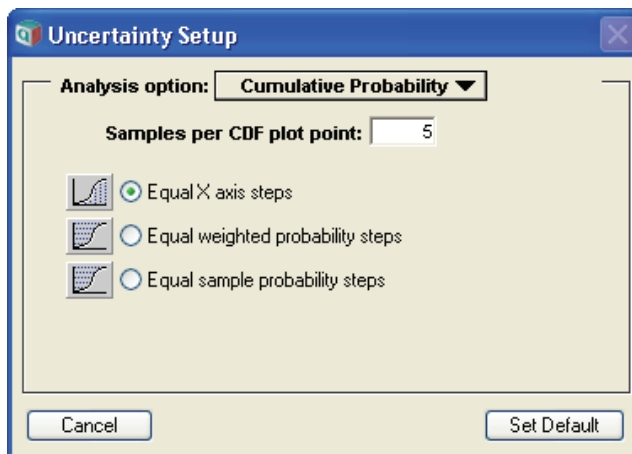 Uncertainty Setup
Analysis option: Cumulative Probability
Samples per CDF plot point: 5
Equal X axis steps
Equal weighted probability steps
Equal sample probability steps
Cancel Set Default